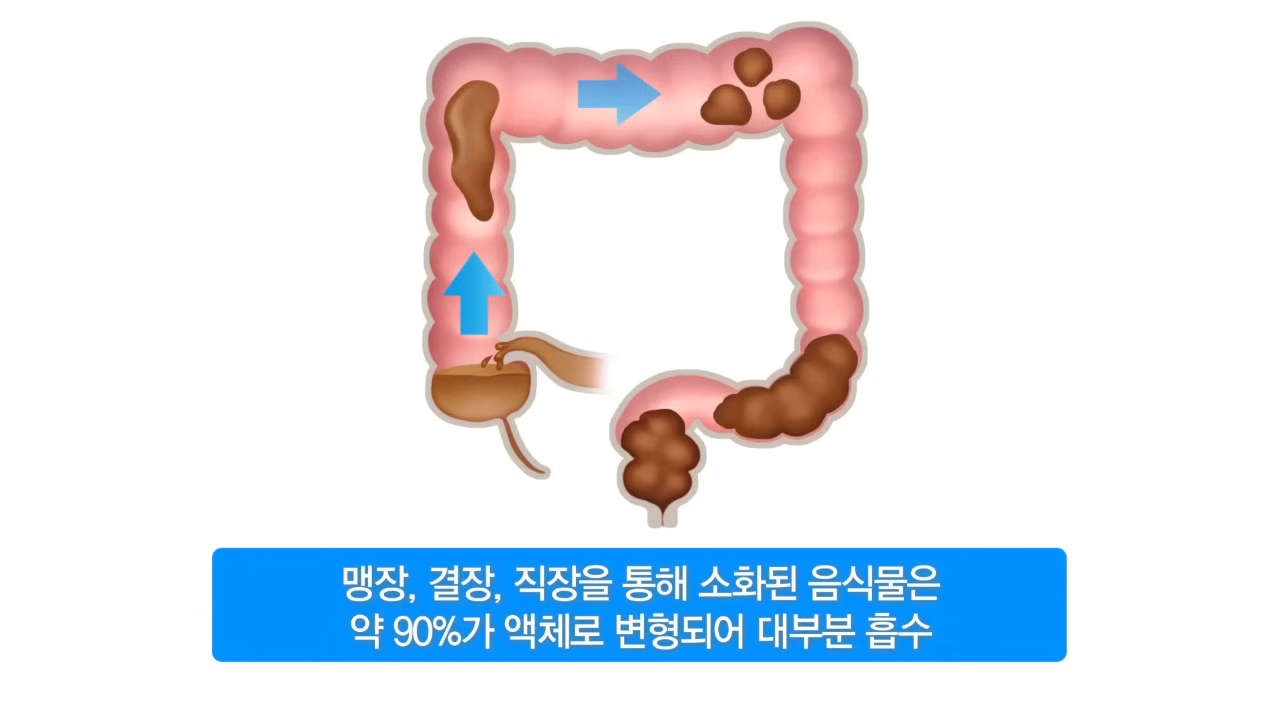 맹장, 결장, 직장을 통해 소화된 음식물은
약 90%가 액체로 변형되어 대부분 흡수